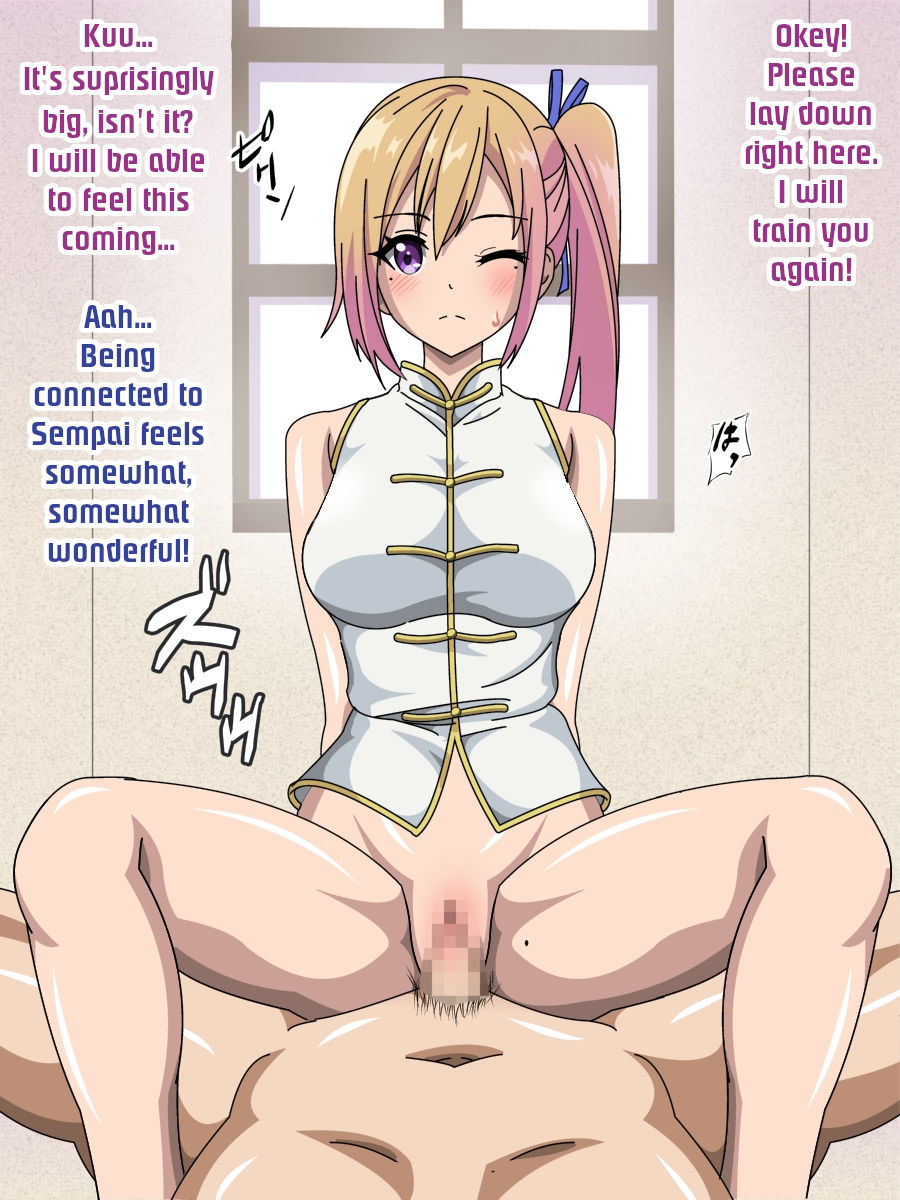 Okey!
Please
lay down
right here.
I will
train you
again!
Kuu...
It's suprisingly
big, isn't it?
I will be able
to feel this
coming...
Aah...
Being
connected to
Sempai feels
somewhat,
somewhat
wonderful!
は、